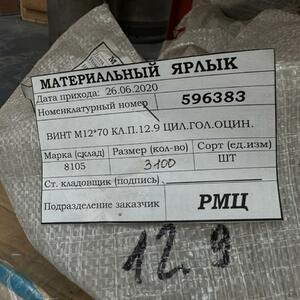 МАТЕРИАЛЬНЫЙ ЯРЛЫК
Дата прихода: 26.06.2020
Номенклатурный номер 596383
ВИНТ М12*70 КЛ.П.12.9 ЦИЛ.ГОЛ.ОЦИН.
Марка (склад) Размер (кол-во) Сорт (ед.изм)
8105 3100 ШТ
Ст. кладовщик (подпись)
Подразделение заказчик РМЦ
12.9